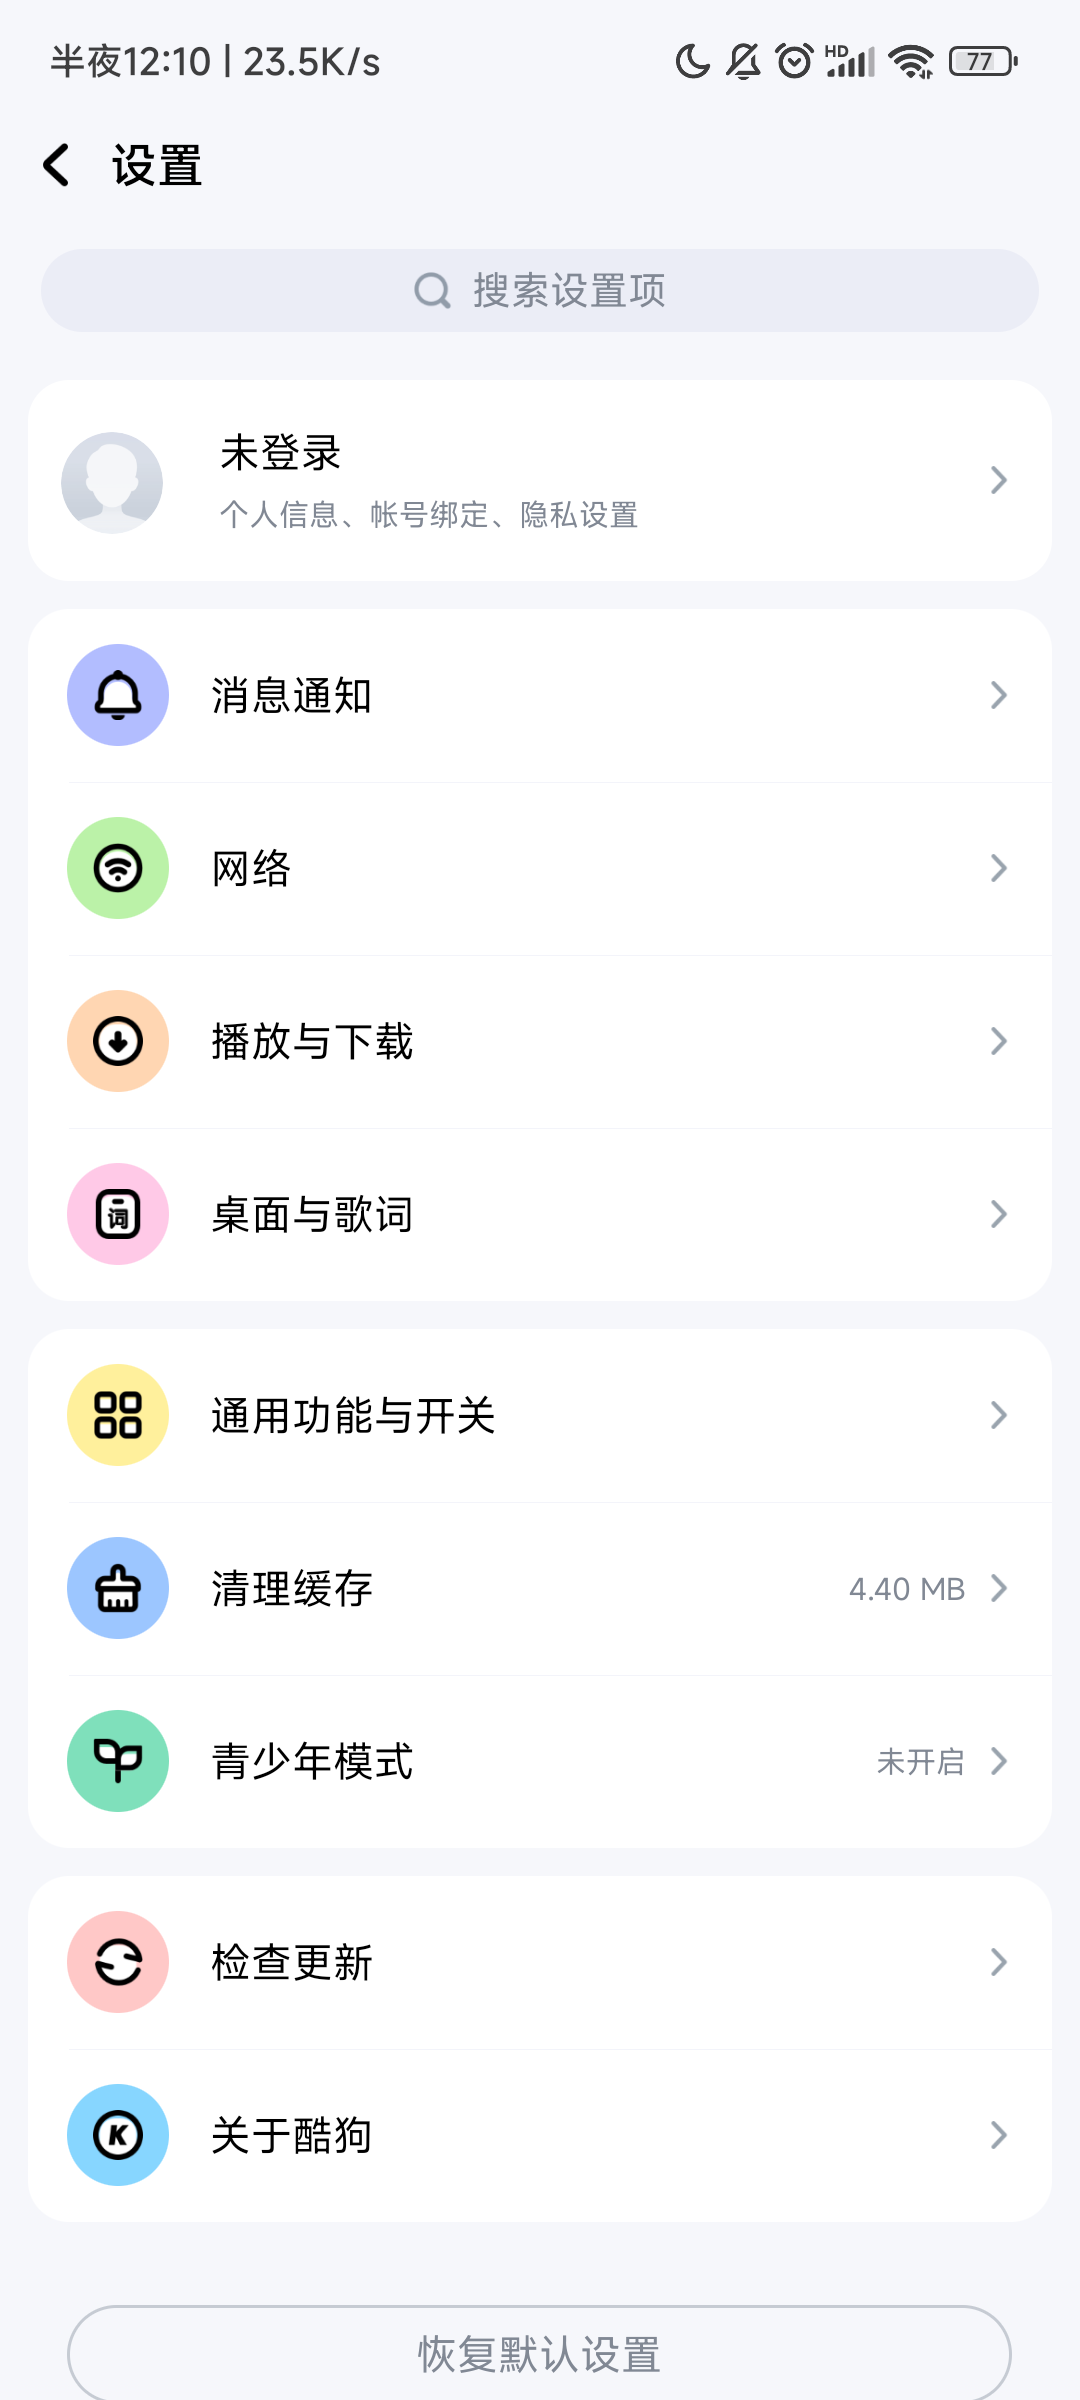 半夜12:10 | 23.5K/s HD 77
设置
搜索设置项
未登录
个人信息、帐号绑定、隐私设置
消息通知
网络
播放与下载
词 桌面与歌词
通用功能与开关
清理缓存 4.40 MB
青少年模式 未开启
检查更新
K 关于酷狗
恢复默认设置